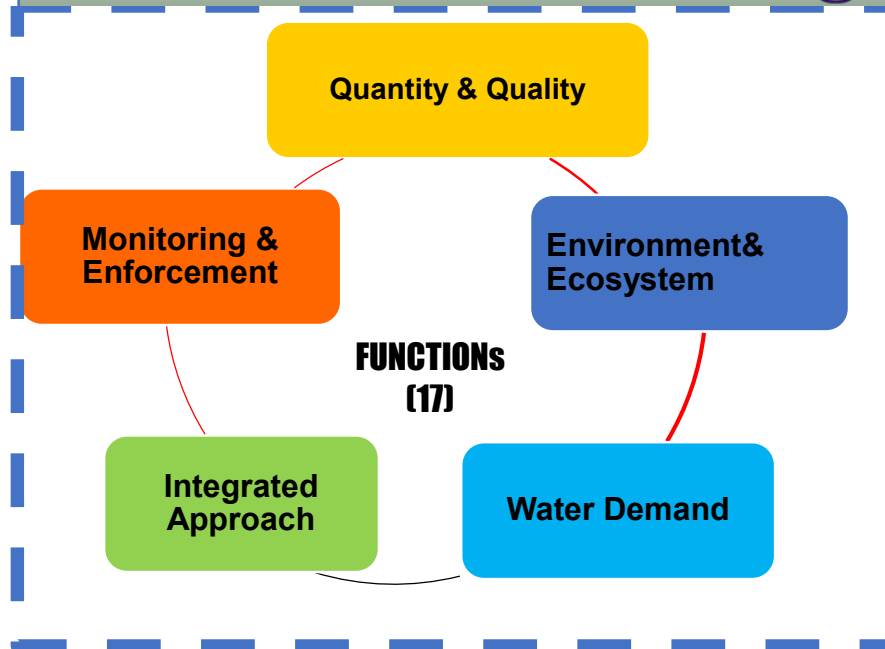 Quantity & Quality
Monitoring &
Enforcement
Environment&
Ecosystem
FUNCTIONs
(17)
Integrated
Approach
Water Demand